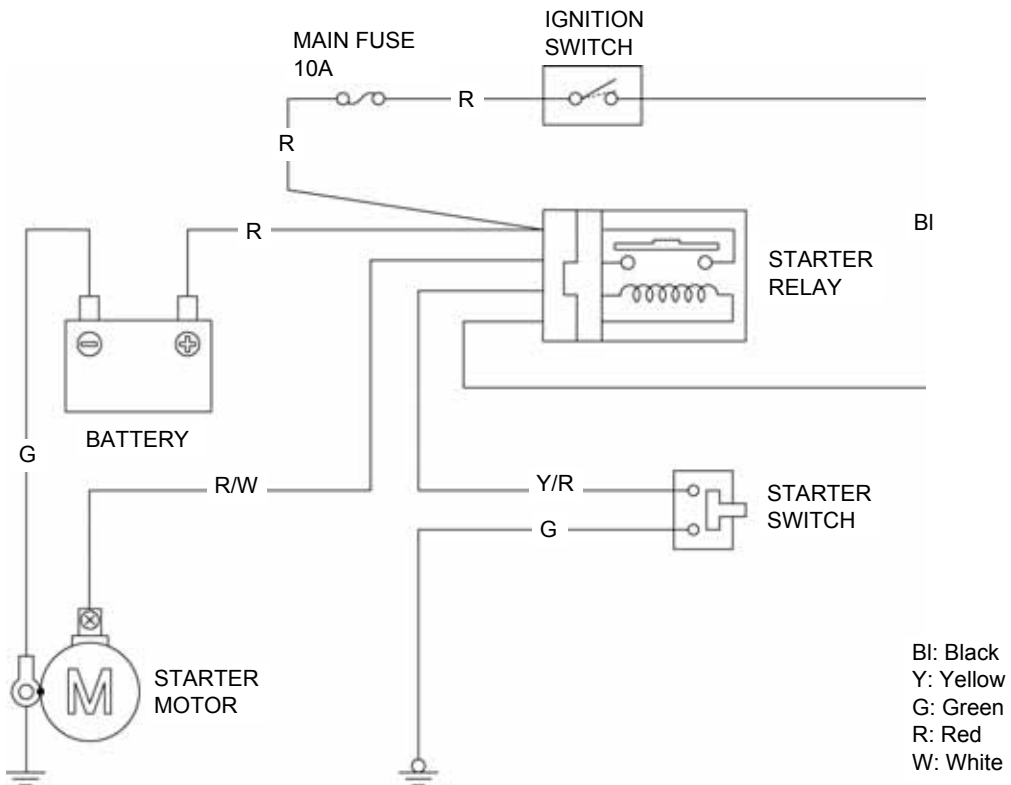 IGNITION
SWITCH
MAIN FUSE
10A
R
R
R
Bl
STARTER
RELAY
BATTERY
G
R/W
Y/R
G
STARTER
SWITCH
M
STARTER
MOTOR
Bl: Black
Y: Yellow
G: Green
R: Red
W: White